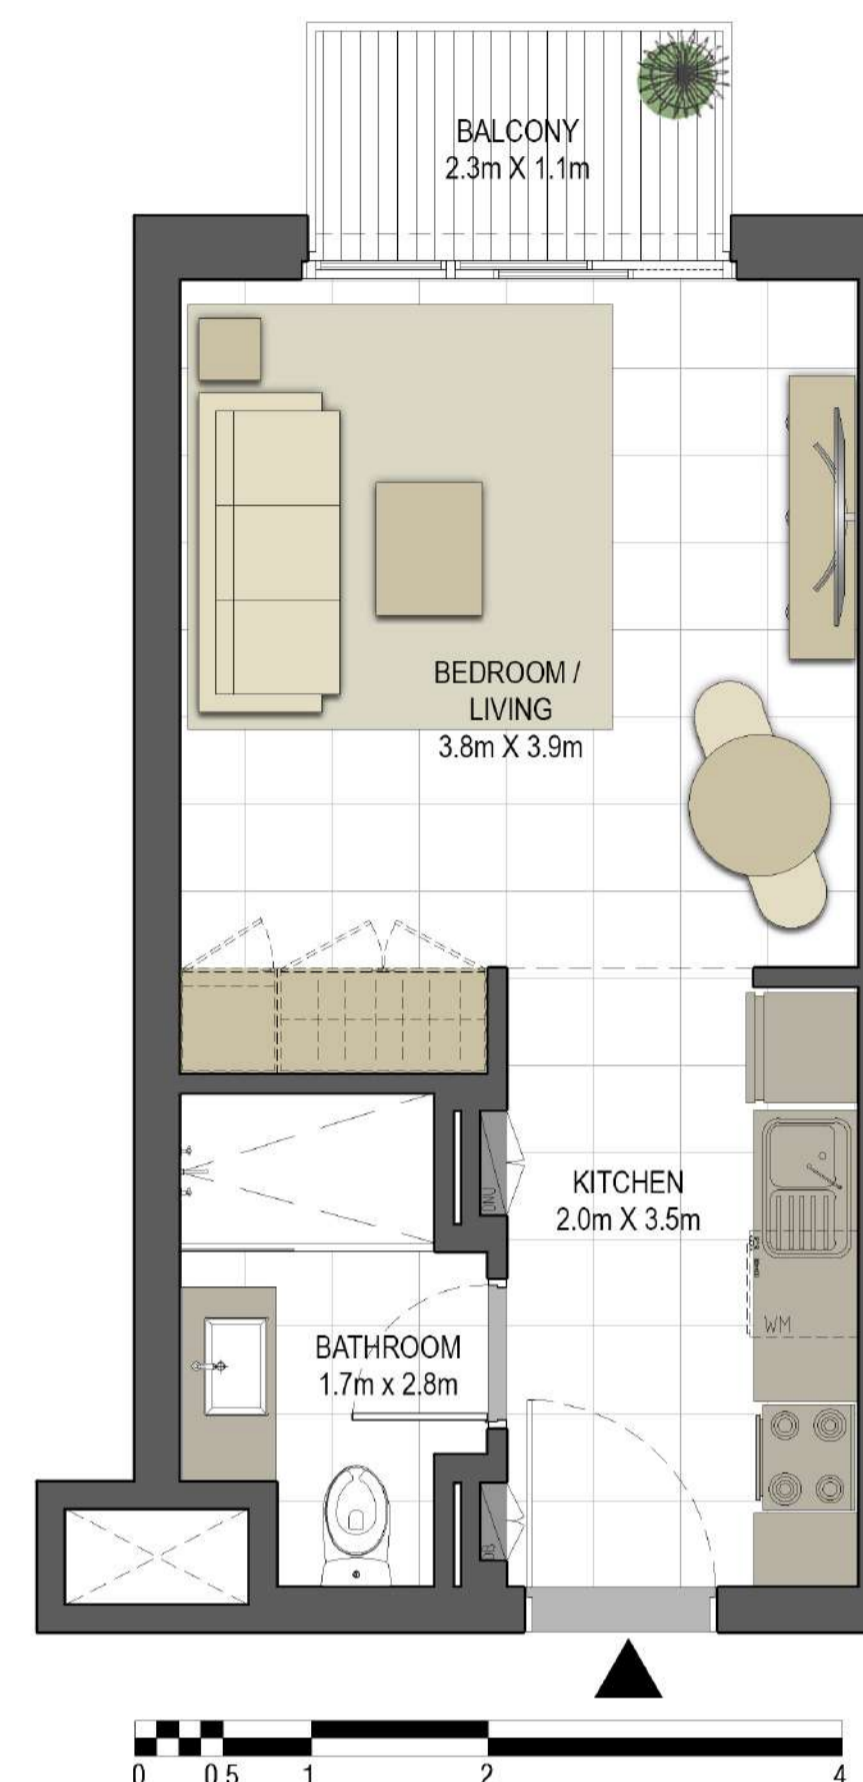 BALCONY
2.3m X 1.1m
BEDROOM /
LIVING
3.8m X 3.9m
KITCHEN
2.0m X 3.5m
WM
BATHROOM
1.7m x 2.8m
DB
0 0.5 1 2 4